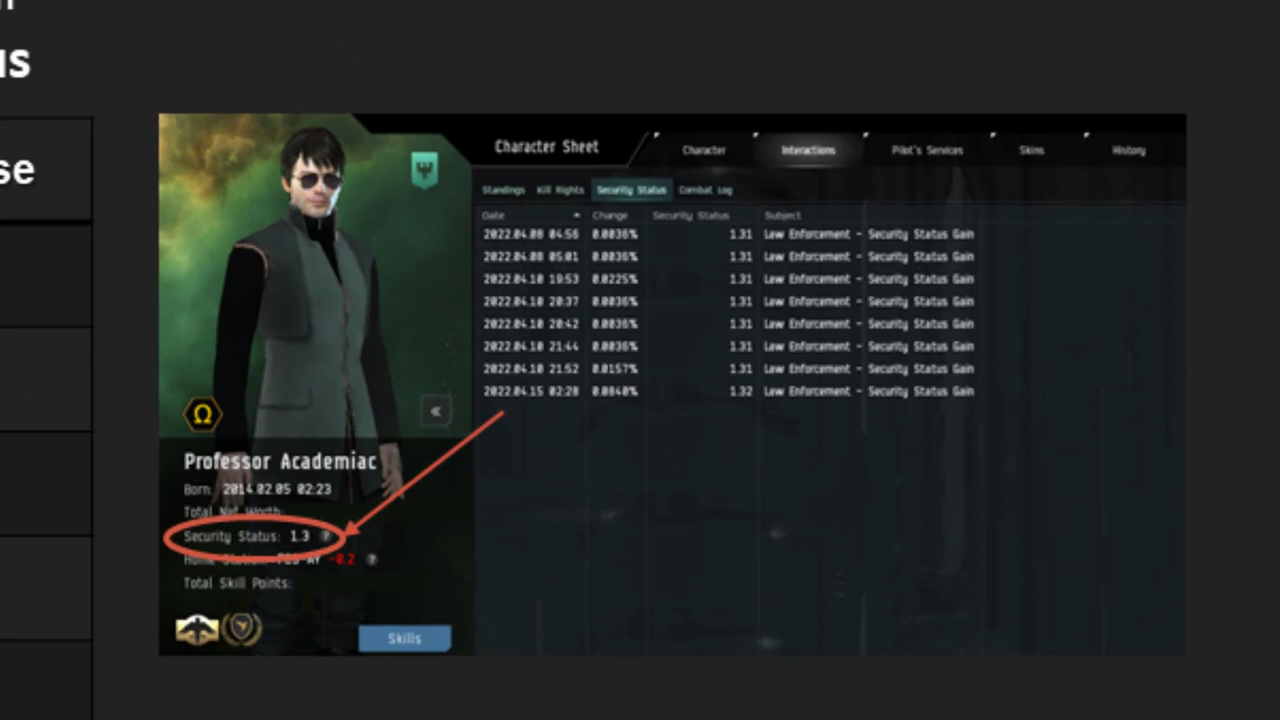 us
se
Character Sheet
Character
Interactions
Pilot's Services
Skins
History
Standings Kill Rights Security Status Combat Log
Date Change Security Status Subject
2022.04.08 04:56 0.0036% 1.31 Law Enforcement - Security Status Gain
2022.04.08 05:01 0.0036% 1.31 Law Enforcement - Security Status Gain
2022.04.10 19:53 0.0225% 1.31 Law Enforcement - Security Status Gain
2022.04.10 20:37 0.0036% 1.31 Law Enforcement - Security Status Gain
2022.04.10 20:42 0.0036% 1.31 Law Enforcement - Security Status Gain
2022.04.10 21:44 0.0036% 1.31 Law Enforcement - Security Status Gain
2022.04.10 21:52 0.0157% 1.31 Law Enforcement - Security Status Gain
2022.04.15 02:28 1.32 Law Enforcement - Security Status Gain
Ω
Professor Academiac
Born: 2014.02.05 02:23
Total Net Worth:
Security Status: 1.3 ?
Home Station: -0.2 ?
Total Skill Points:
Skills